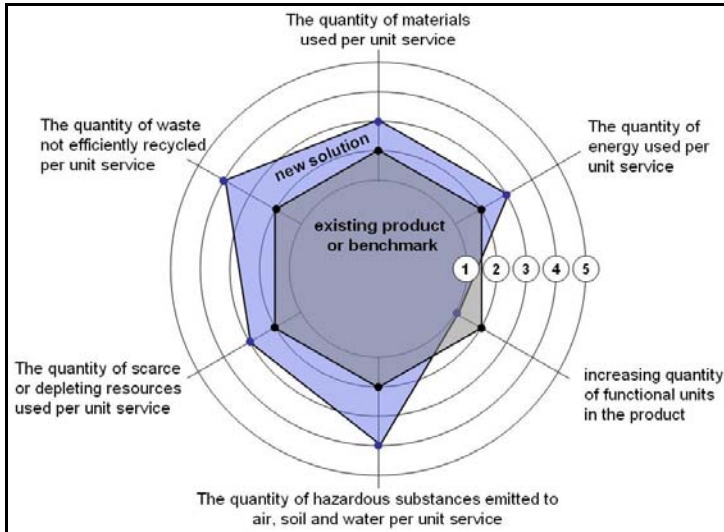 The quantity of materials
used per unit service
The quantity of waste
not efficiently recycled
per unit service
The quantity of
energy used per
unit service
new solution
existing product
or benchmark
1 2 3 4 5
The quantity of scarce
or depleting resources
used per unit service
increasing quantity
of functional units
in the product
The quantity of hazardous substances emitted to
air, soil and water per unit service